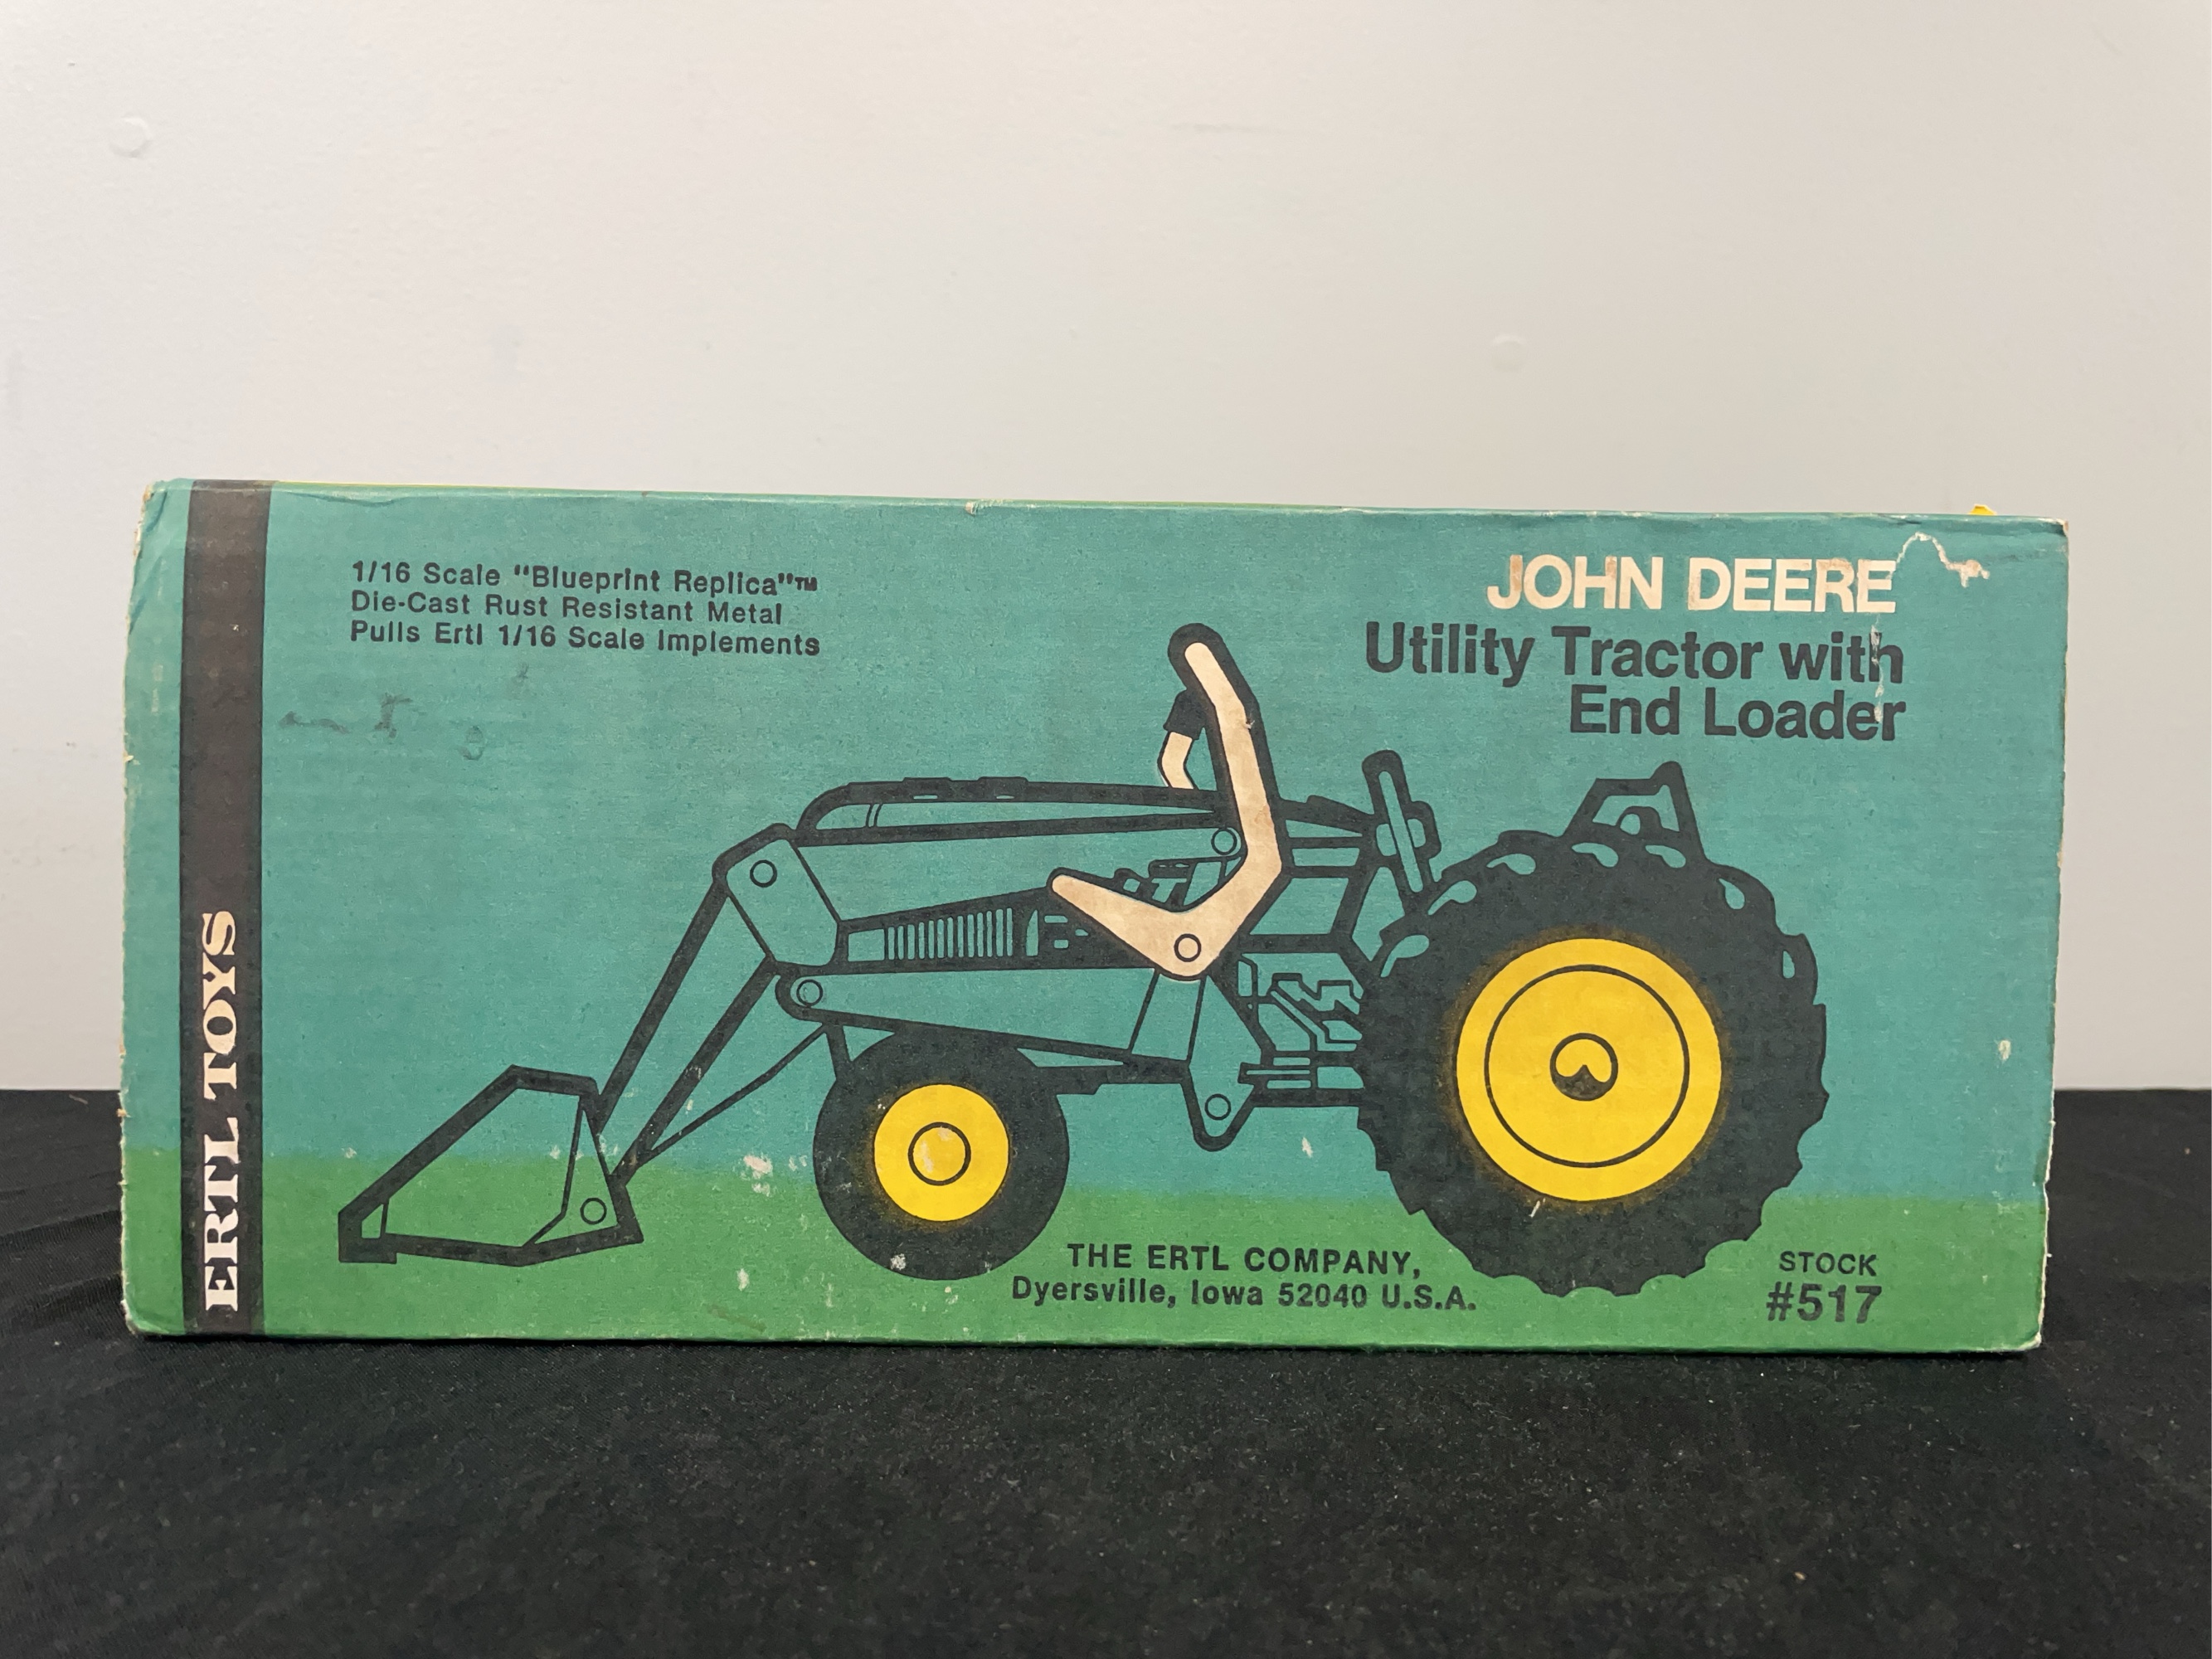 1/16 Scale "Blueprint Replica"™
Die-Cast Rust Resistant Metal
Pulls Ertl 1/16 Scale Implements
JOHN DEERE
Utility Tractor with
End Loader
ERTL TOYS
THE ERTL COMPANY,
Dyersville, Iowa 52040 U.S.A.
STOCK
#517